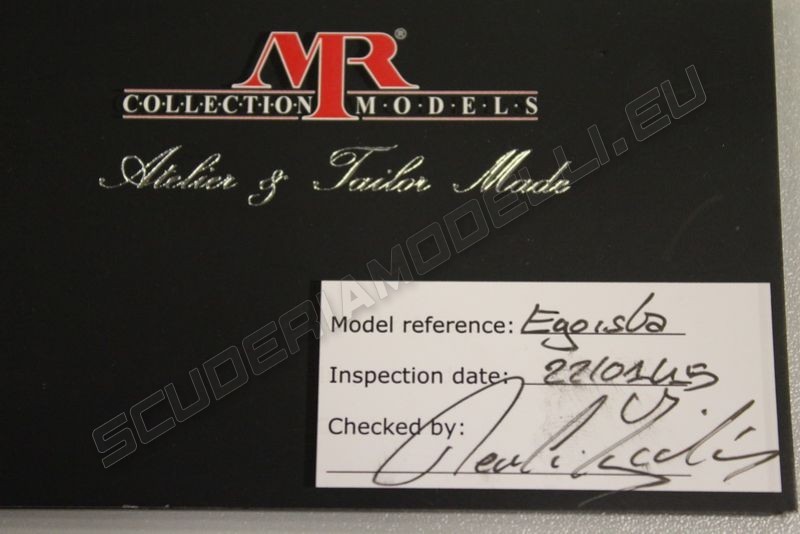 MR®
COLLECTION MODELS
Atelier & Tailor Made
SCUDERIAMODELLI.EU
Model reference: Egoista
Inspection date:
Checked by: